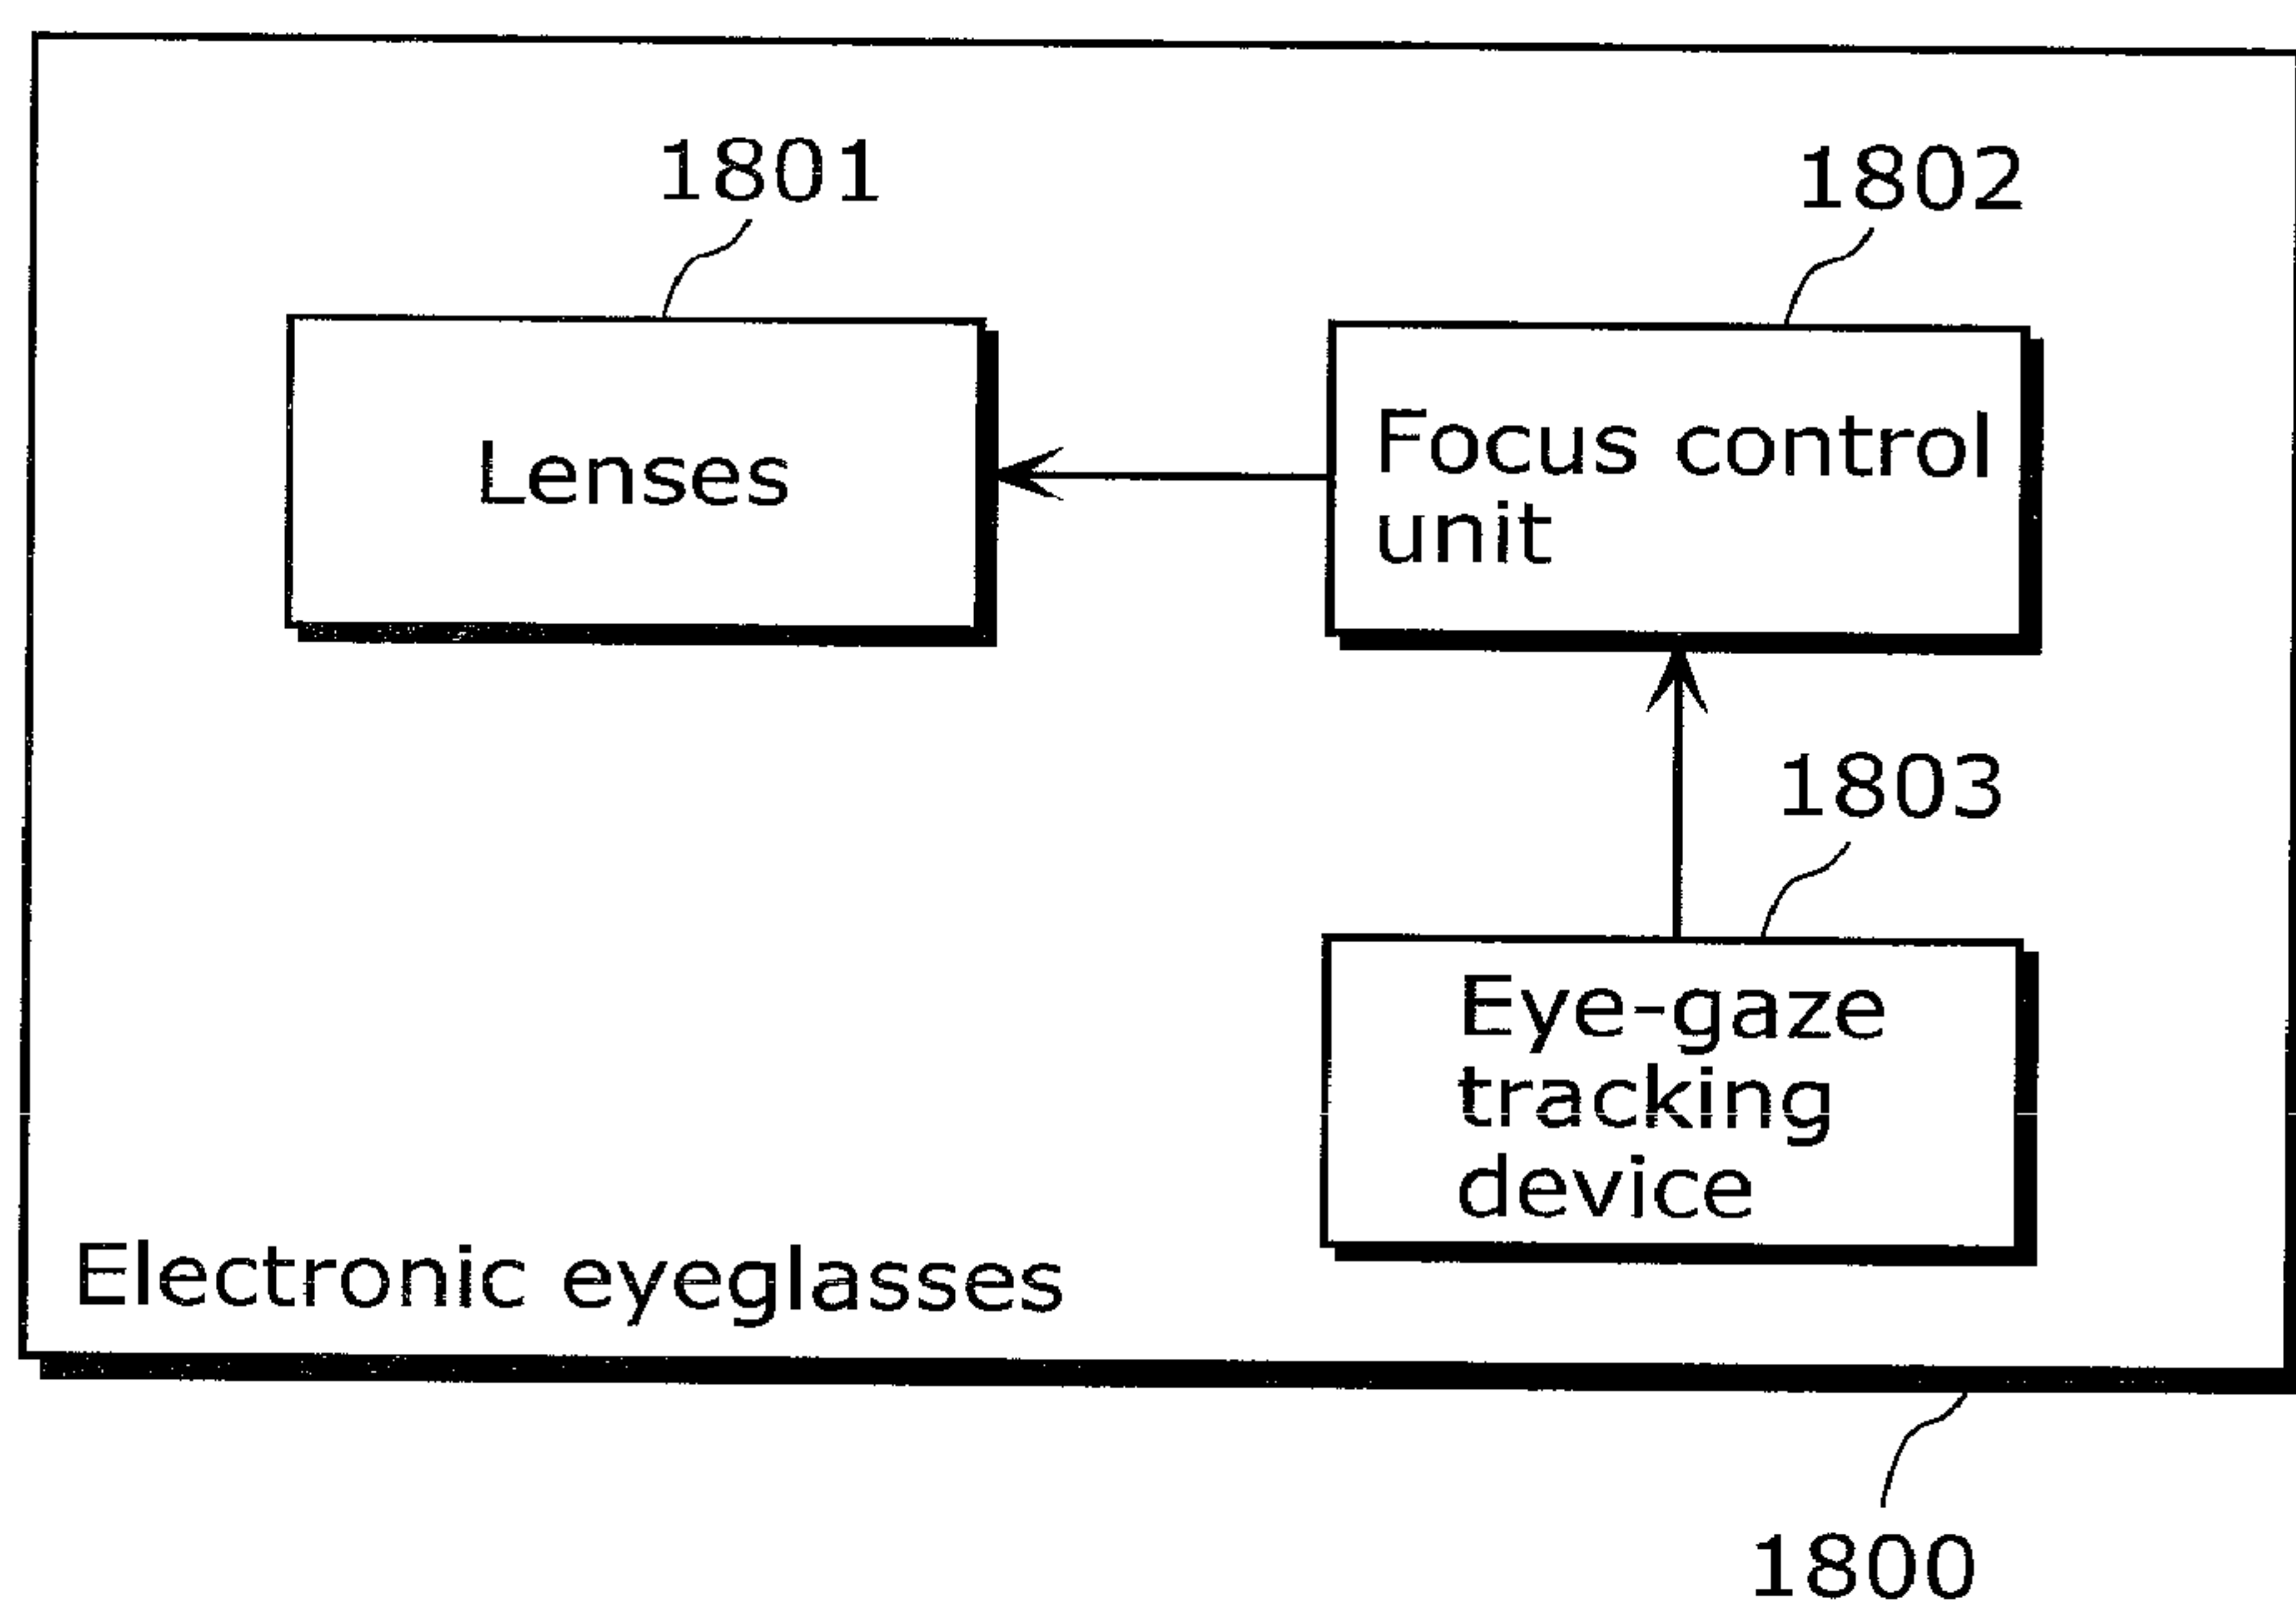 1801
1802
Lenses
Focus control
unit
1803
Eye-gaze
tracking
device
Electronic eyeglasses
1800